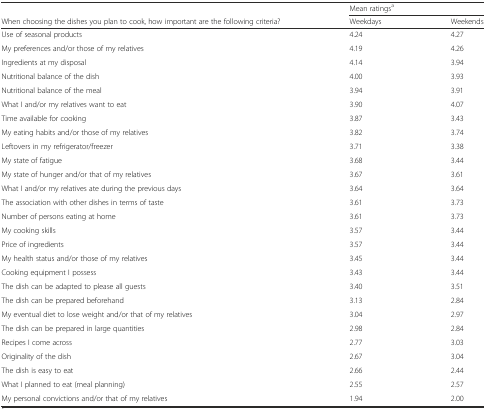 Mean ratingsᵃ
When choosing the dishes you plan to cook, how important are the following criteria? Weekdays Weekends
Use of seasonal products 4.24 4.27
My preferences and/or those of my relatives 4.19 4.26
Ingredients at my disposal 4.14 3.94
Nutritional balance of the dish 4.00 3.93
Nutritional balance of the meal 3.94 3.91
What I and/or my relatives want to eat 3.90 4.07
Time available for cooking 3.87 3.43
My eating habits and/or those of my relatives 3.82 3.74
Leftovers in my refrigerator/freezer 3.71 3.38
My state of fatigue 3.68 3.44
My state of hunger and/or that of my relatives 3.67 3.61
What I and/or my relatives ate during the previous days 3.64 3.64
The association with other dishes in terms of taste 3.61 3.73
Number of persons eating at home 3.61 3.73
My cooking skills 3.57 3.44
Price of ingredients 3.57 3.44
My health status and/or those of my relatives 3.45 3.44
Cooking equipment I possess 3.43 3.44
The dish can be adapted to please all guests 3.40 3.51
The dish can be prepared beforehand 3.13 2.84
My eventual diet to lose weight and/or that of my relatives 3.04 2.97
The dish can be prepared in large quantities 2.98 2.84
Recipes I come across 2.77 3.03
Originality of the dish 2.67 3.04
The dish is easy to eat 2.66 2.44
What I planned to eat (meal planning) 2.55 2.57
My personal convictions and/or that of my relatives 1.94 2.00